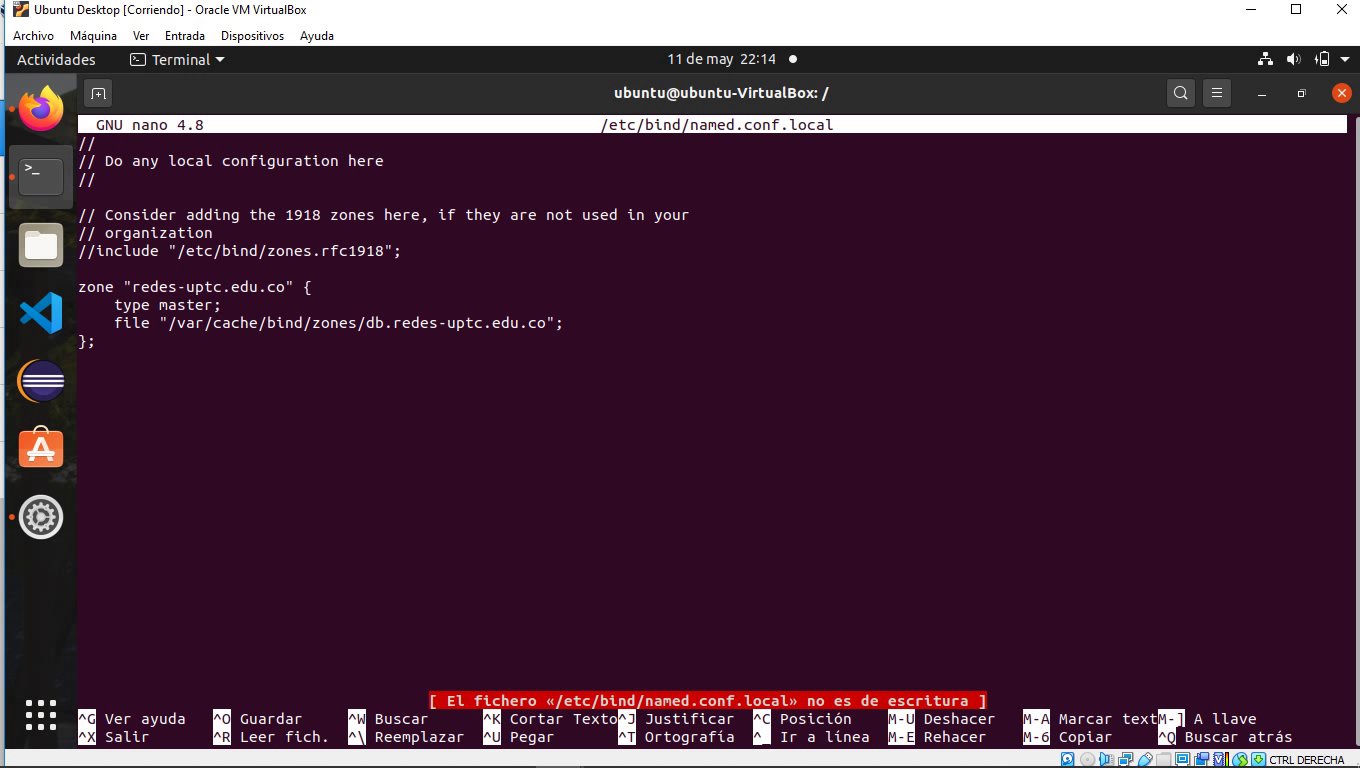 Ubuntu Desktop [Corriendo] - Oracle VM VirtualBox
Archivo Máquina Ver Entrada Dispositivos Ayuda
Actividades Terminal 11 de may 22:14
ubuntu@ubuntu-VirtualBox: /
GNU nano 4.8 /etc/bind/named.conf.local
//
// Do any local configuration here
//
// Consider adding the 1918 zones here, if they are not used in your
// organization
//include "/etc/bind/zones.rfc1918";
zone "redes-uptc.edu.co" {
    type master;
    file "/var/cache/bind/zones/db.redes-uptc.edu.co";
};
[ El fichero «/etc/bind/named.conf.local» no es de escritura ]
^G Ver ayuda ^O Guardar ^W Buscar ^K Cortar Texto ^J Justificar ^C Posición M-U Deshacer M-A Marcar text M-] A llave
^X Salir ^R Leer fich. ^\ Reemplazar ^U Pegar ^T Ortografía ^_ Ir a línea M-E Rehacer M-6 Copiar ^Q Buscar atrás
CTRL DERECHA